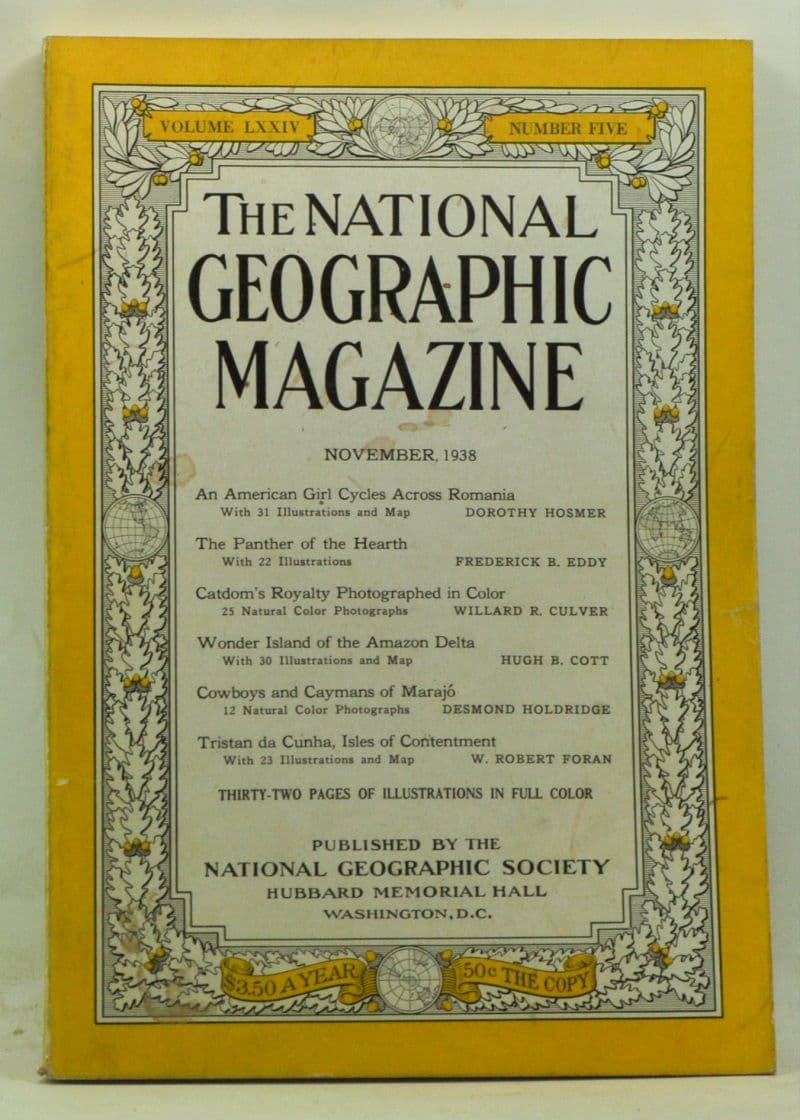 VOLUME LXXIV NUMBER FIVE
THE NATIONAL
GEOGRAPHIC
MAGAZINE
NOVEMBER, 1938
An American Girl Cycles Across Romania
With 31 Illustrations and Map DOROTHY HOSMER
The Panther of the Hearth
With 22 Illustrations FREDERICK B. EDDY
Catdom's Royalty Photographed in Color
25 Natural Color Photographs WILLARD R. CULVER
Wonder Island of the Amazon Delta
With 30 Illustrations and Map HUGH B. COTT
Cowboys and Caymans of Marajó
12 Natural Color Photographs DESMOND HOLDRIDGE
Tristan da Cunha, Isles of Contentment
With 23 Illustrations and Map W. ROBERT FORAN
THIRTY-TWO PAGES OF ILLUSTRATIONS IN FULL COLOR
PUBLISHED BY THE
NATIONAL GEOGRAPHIC SOCIETY
HUBBARD MEMORIAL HALL
WASHINGTON, D.C.
$3.50 A YEAR 50c THE COPY